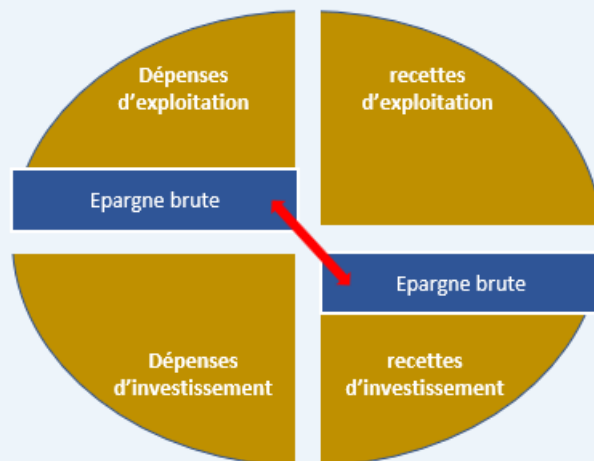 Dépenses
d’exploitation
recettes
d’exploitation
Epargne brute
Epargne brute
Dépenses
d’investissement
recettes
d’investissement